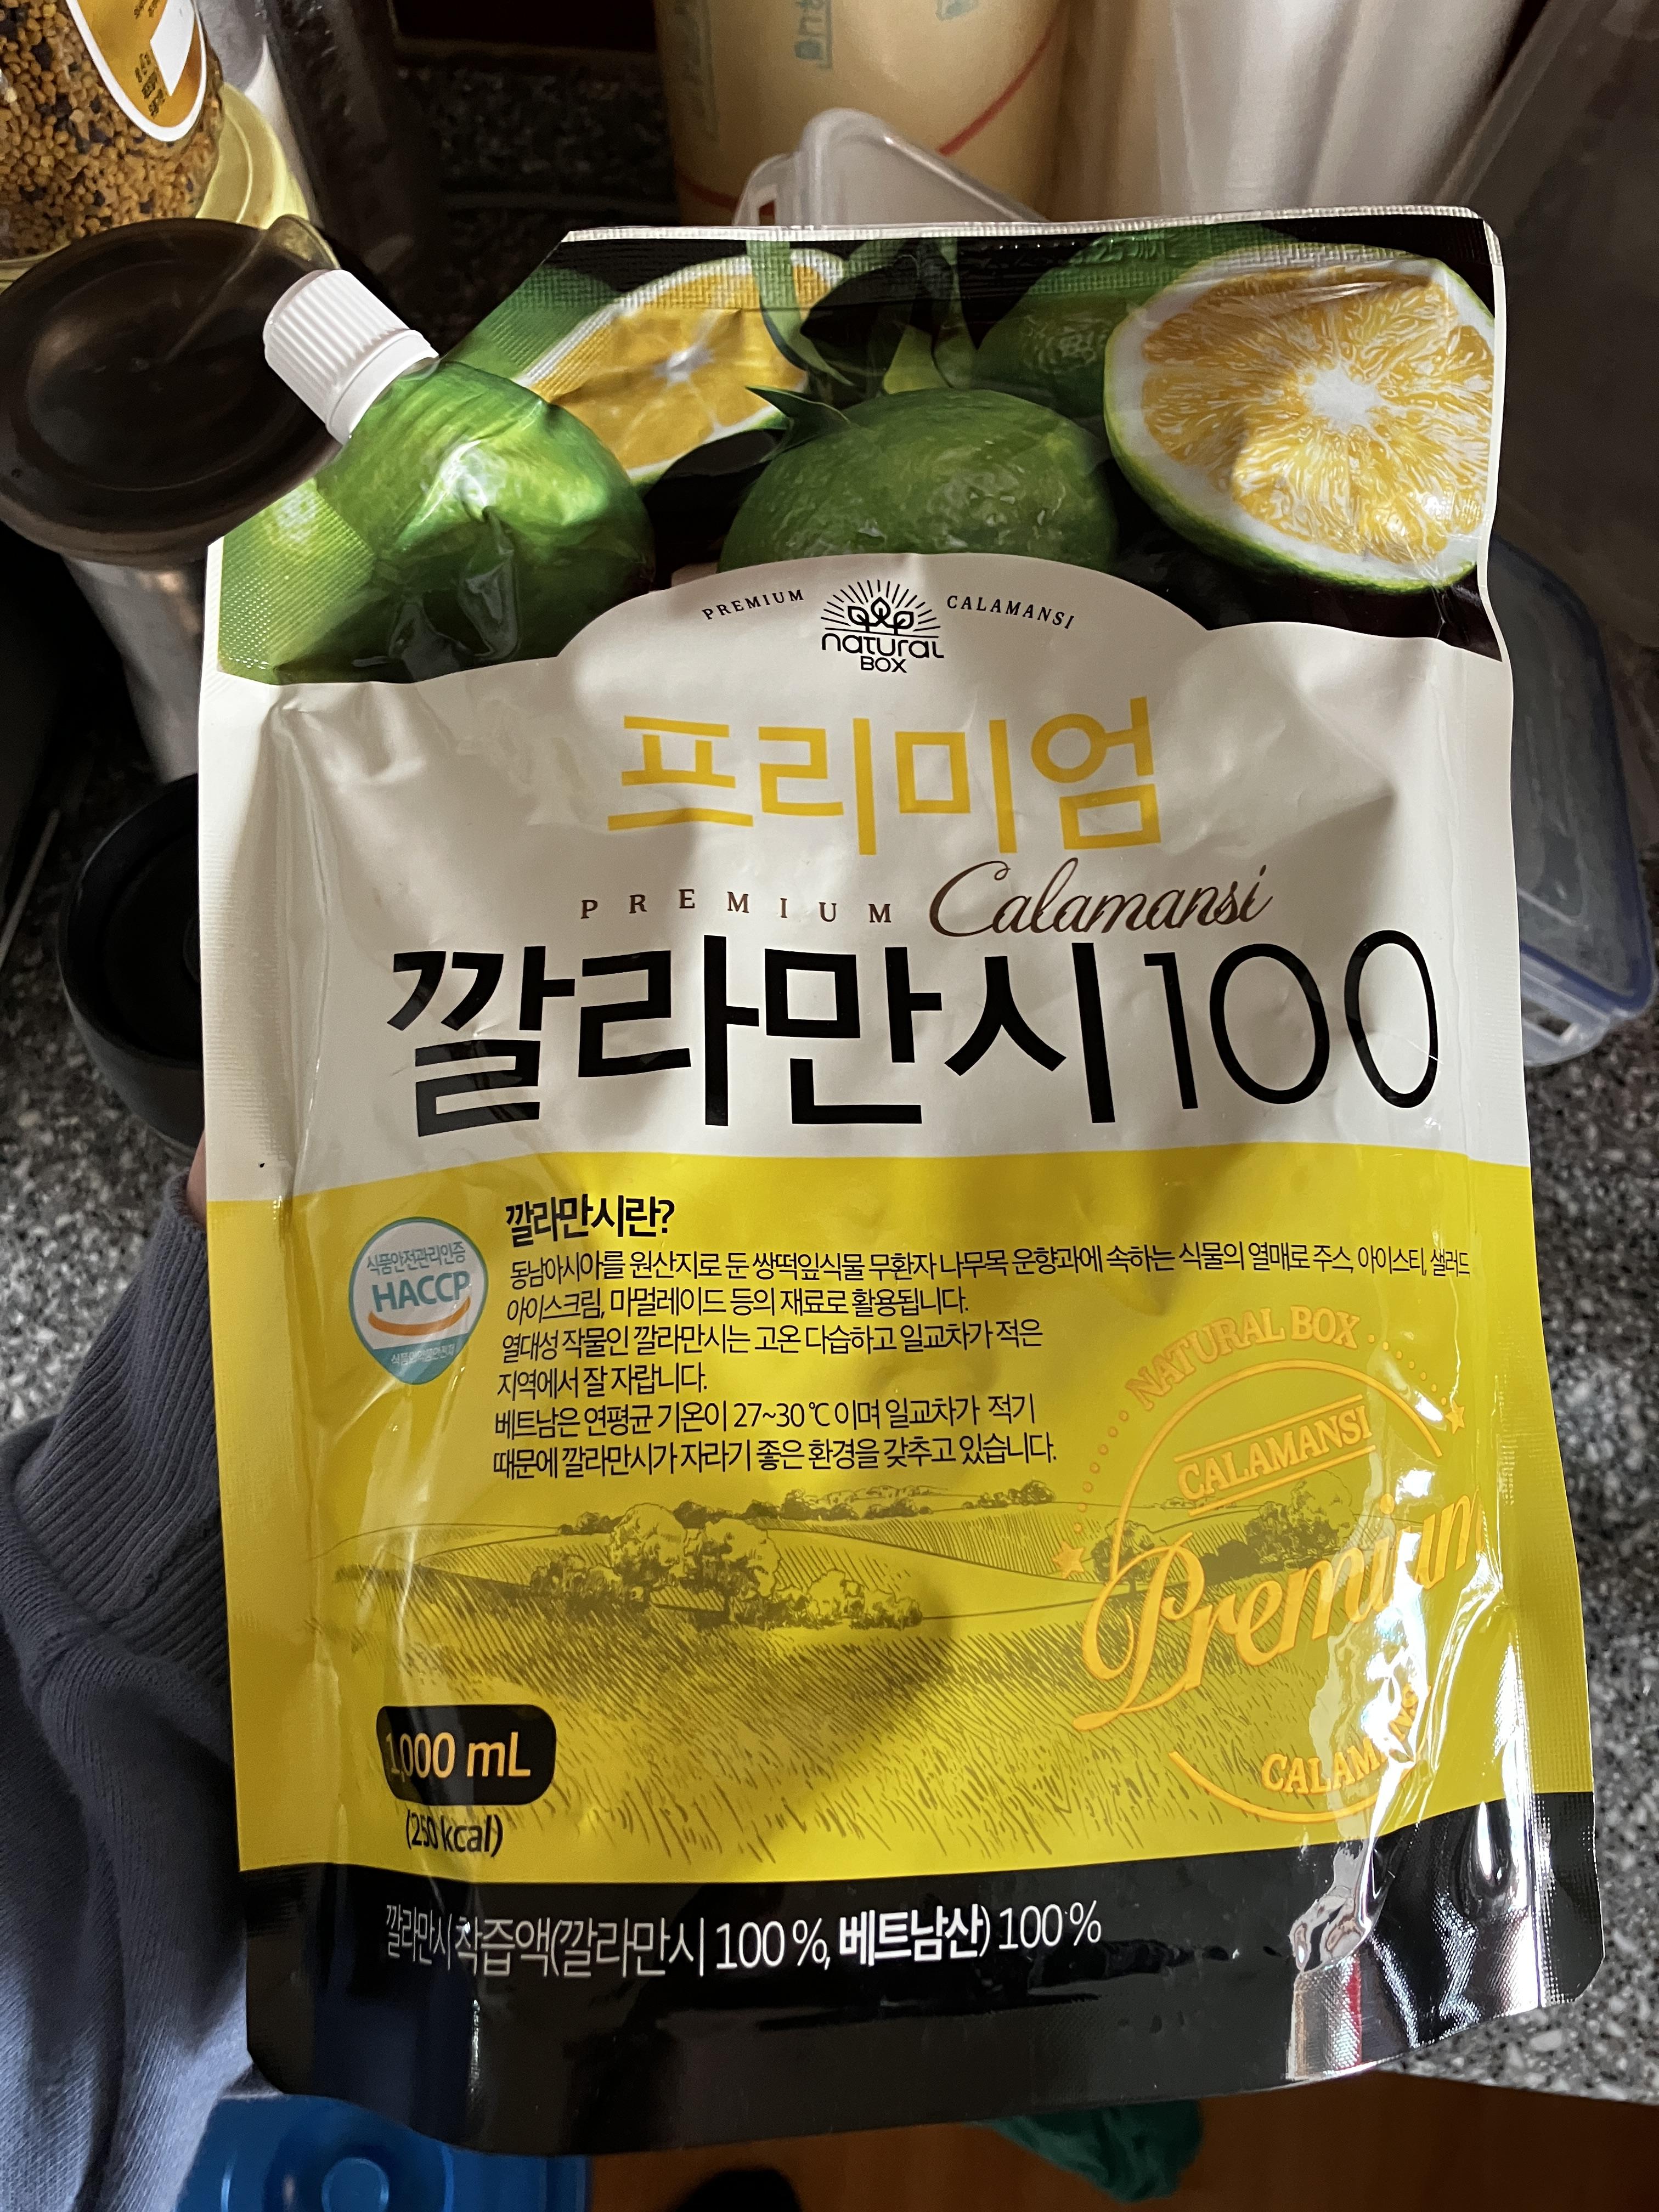 PREMIUM CALAMANSI
natural
BOX
프리미엄
PREMIUM Calamansi
깔라만시100
깔라만시란?
동남아시아를 원산지로 둔 쌍떡잎식물 무환자 나무목 운향과에 속하는 식물의 열매로 주스, 아이스티, 샐러드
아이스크림, 마멀레이드 등의 재료로 활용됩니다.
열대성 작물인 깔라만시는 고온 다습하고 일교차가 적은
지역에서 잘 자랍니다.
베트남은 연평균 기온이 27~30℃ 이며 일교차가 적기
때문에 깔라만시가 자라기 좋은 환경을 갖추고 있습니다.
식품안전관리인증
HACCP
NATURAL BOX
CALAMANSI
Premium
CALAMANSI
1,000 mL
(250 kcal)
깔라만시 착즙액(깔라만시 100 %, 베트남산) 100 %